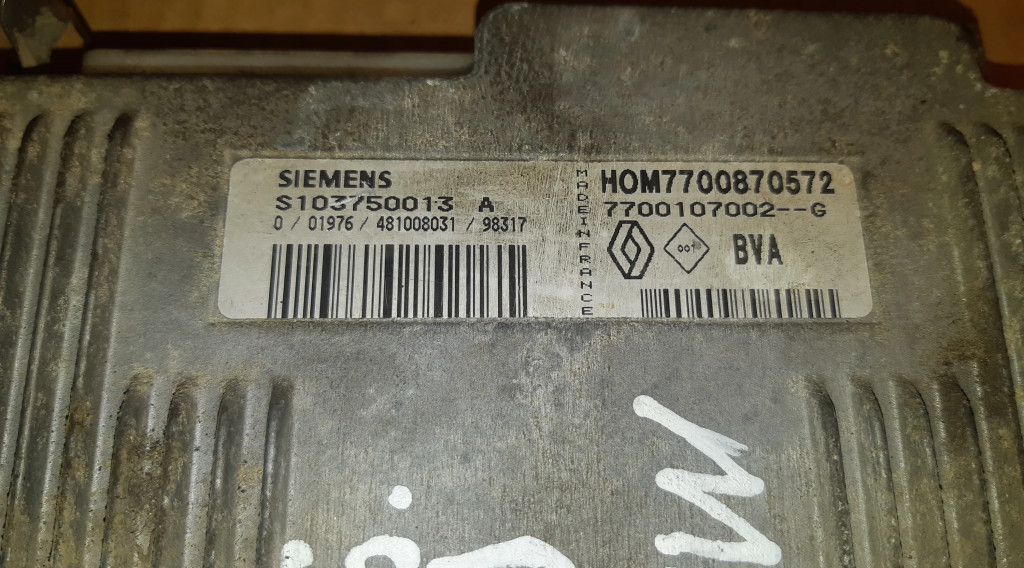 SIEMENS
S103750013 A
0 / 01976 / 481008031 / 98317
MADE IN FRANCE
HOM7700870572
7700107002--G
001
BVA